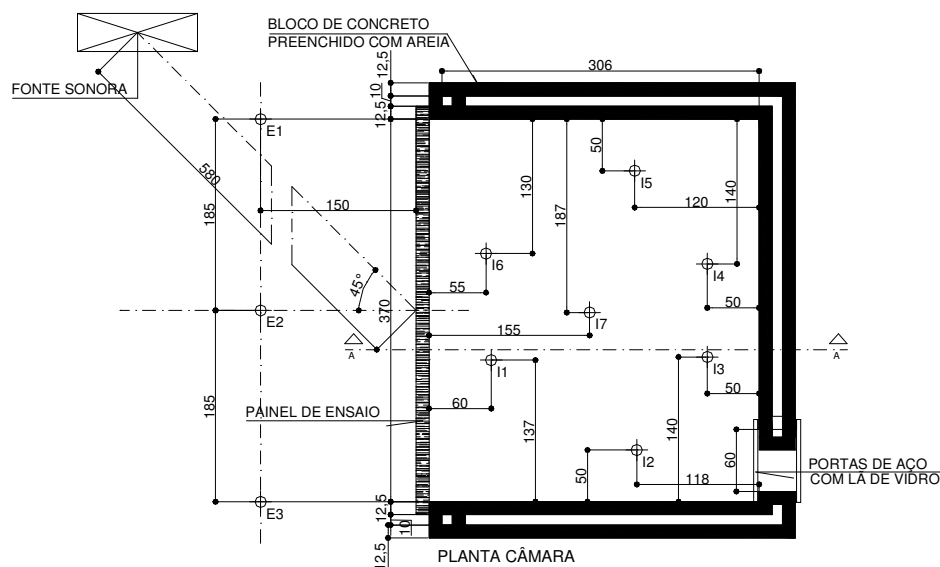 BLOCO DE CONCRETO
PREENCHIDO COM AREIA
FONTE SONORA
12,5
10
12,5
306
E1
580
185
150
50
130
187
I5
140
120
I6
I4
45°
55
370
50
E2
I7
155
A
A
I1
I3
60
50
185
PAINEL DE ENSAIO
137
140
I2
50
60
118
PORTAS DE AÇO
COM LÃ DE VIDRO
E3
12,5
10
12,5
PLANTA CÂMARA